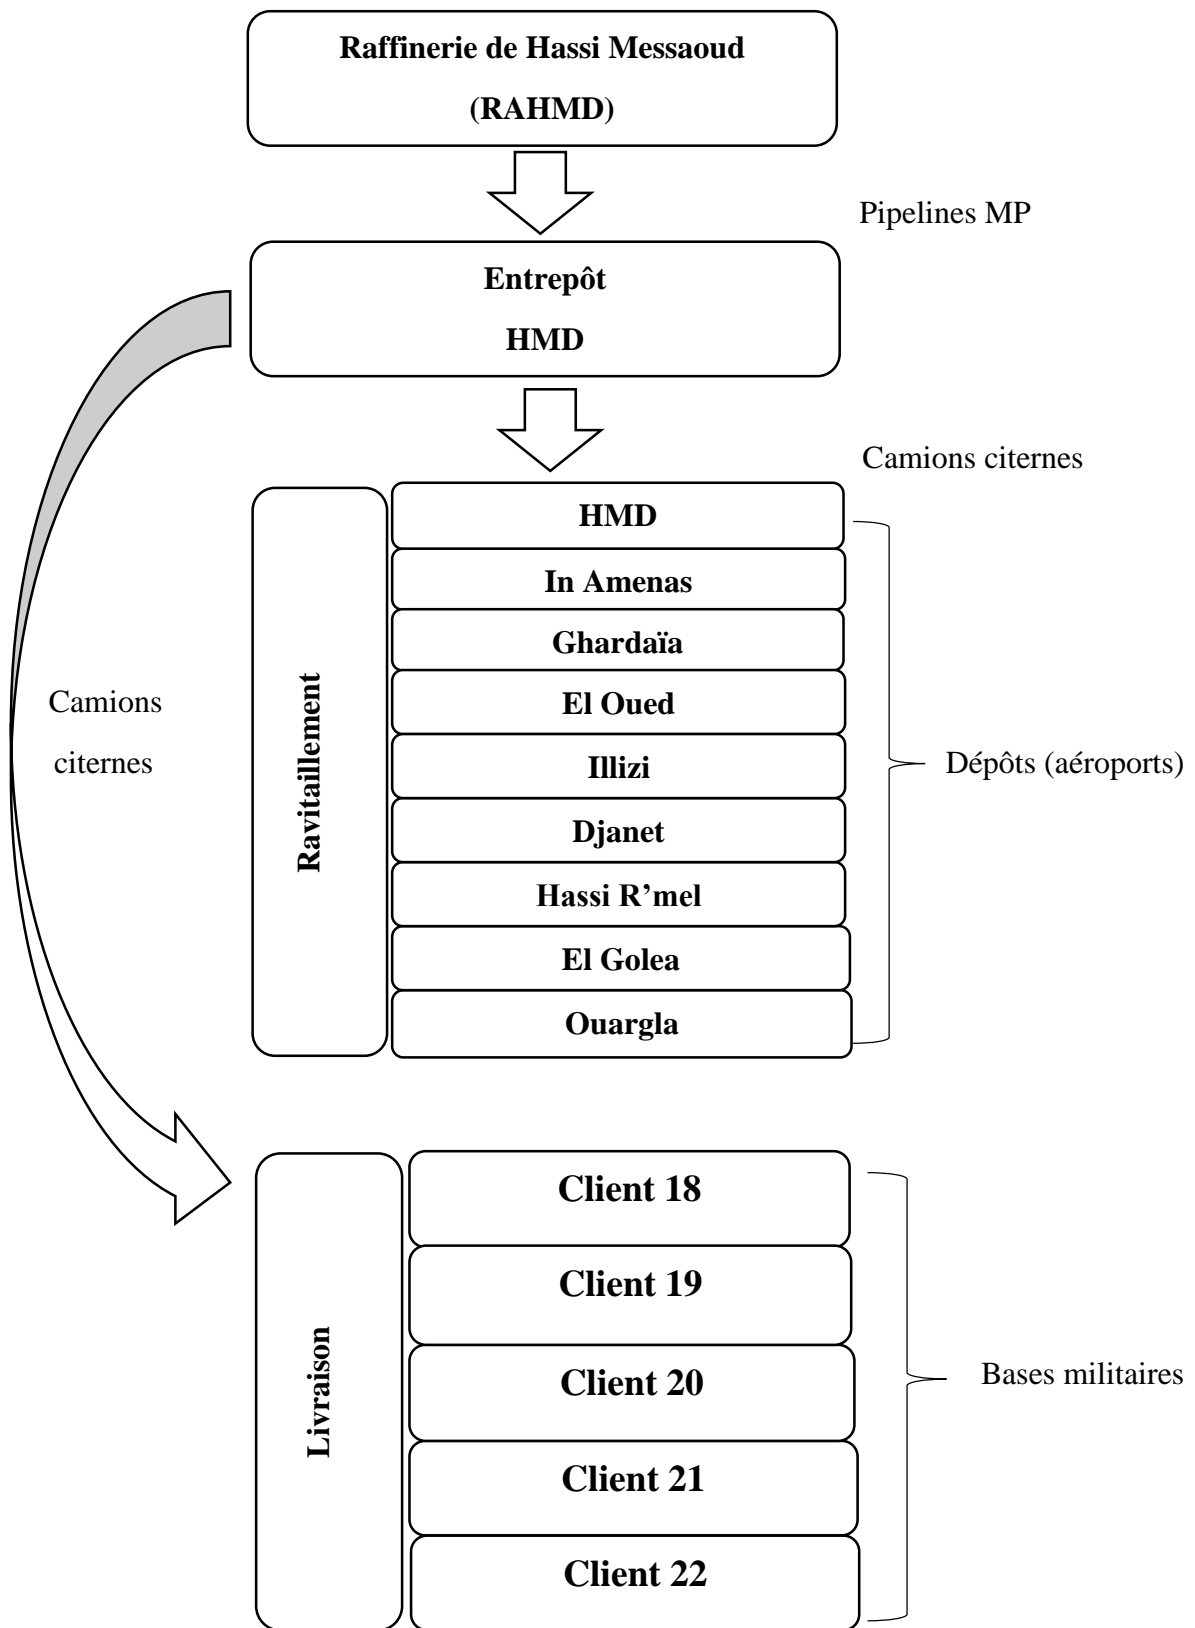 Raffinerie de Hassi Messaoud
(RAHMD)
Pipelines MP
Entrepôt
HMD
Camions citernes
Camions
citernes
Ravitaillement
HMD
In Amenas
Ghardaïa
El Oued
Illizi
Djanet
Hassi R’mel
El Golea
Ouargla
Dépôts (aéroports)
Livraison
Client 18
Client 19
Client 20
Client 21
Client 22
Bases militaires